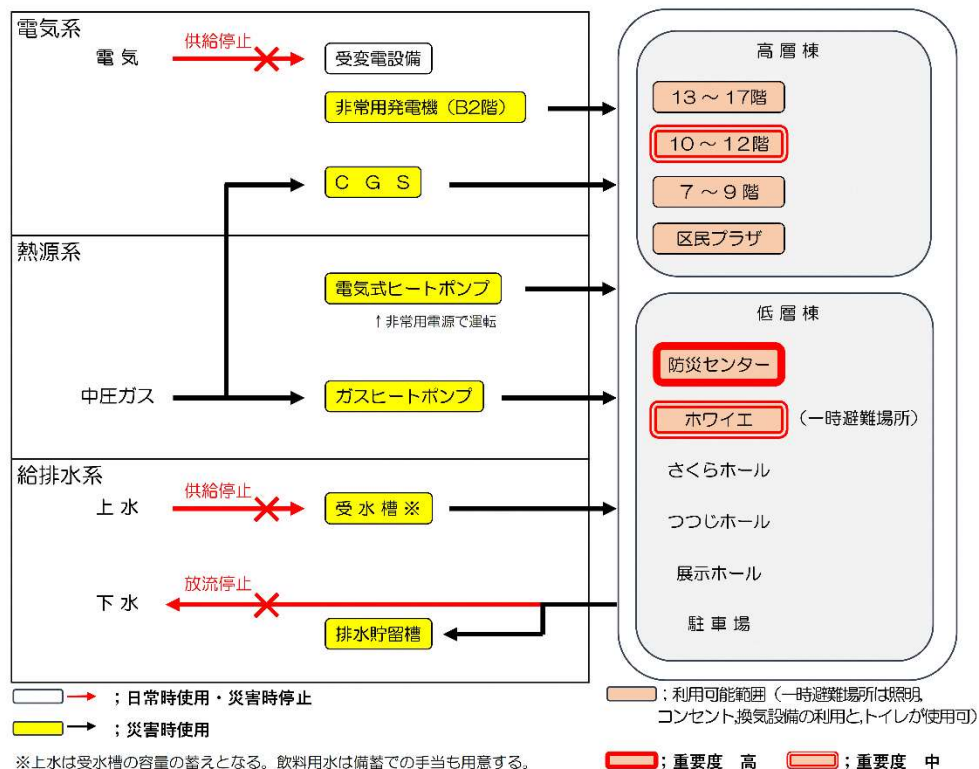 電気系
電 気
供給停止
受変電設備
非常用発電機（B2階）
C G S
熱源系
電気式ヒートポンプ
↑非常用電源で運転
中圧ガス
ガスヒートポンプ
給排水系
上 水
供給停止
受 水 槽 ※
下 水
放流停止
排水貯留槽
高 層 棟
13 ～ 17階
10 ～ 12階
7 ～ 9 階
区民プラザ
低 層 棟
防災センター
ホワイエ
（一時避難場所）
さくらホール
つつじホール
展示ホール
駐 車 場
；日常時使用・災害時停止
；災害時使用
※上水は受水槽の容量の蓄えとなる。飲料用水は備蓄での手当も用意する。
；利用可能範囲（一時避難場所は照明,
コンセント,換気設備の利用と,トイレが使用可）
；重要度 高
；重要度 中